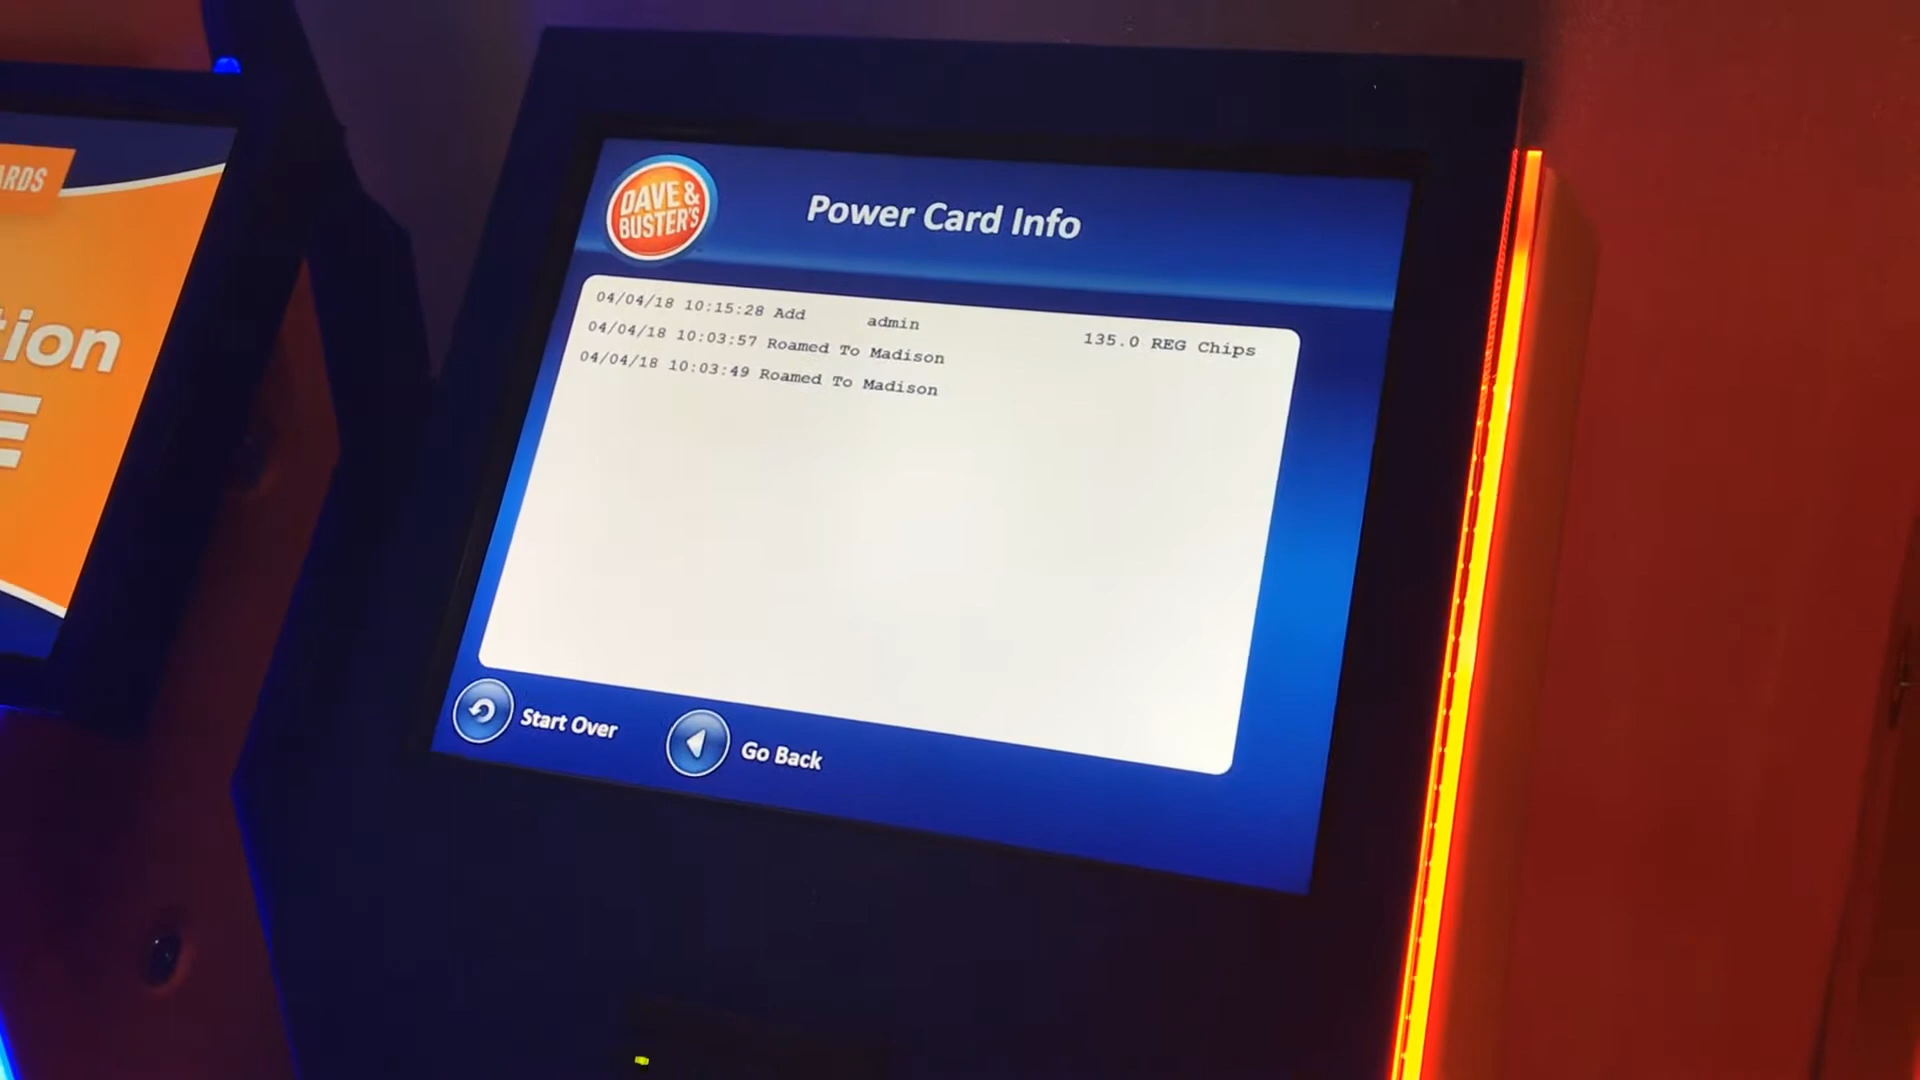 ARDS
tion
E
DAVE &
BUSTER'S
Power Card Info
04/04/18 10:15:28 Add admin 135.0 REG Chips
04/04/18 10:03:57 Roamed To Madison
04/04/18 10:03:49 Roamed To Madison
Start Over
Go Back